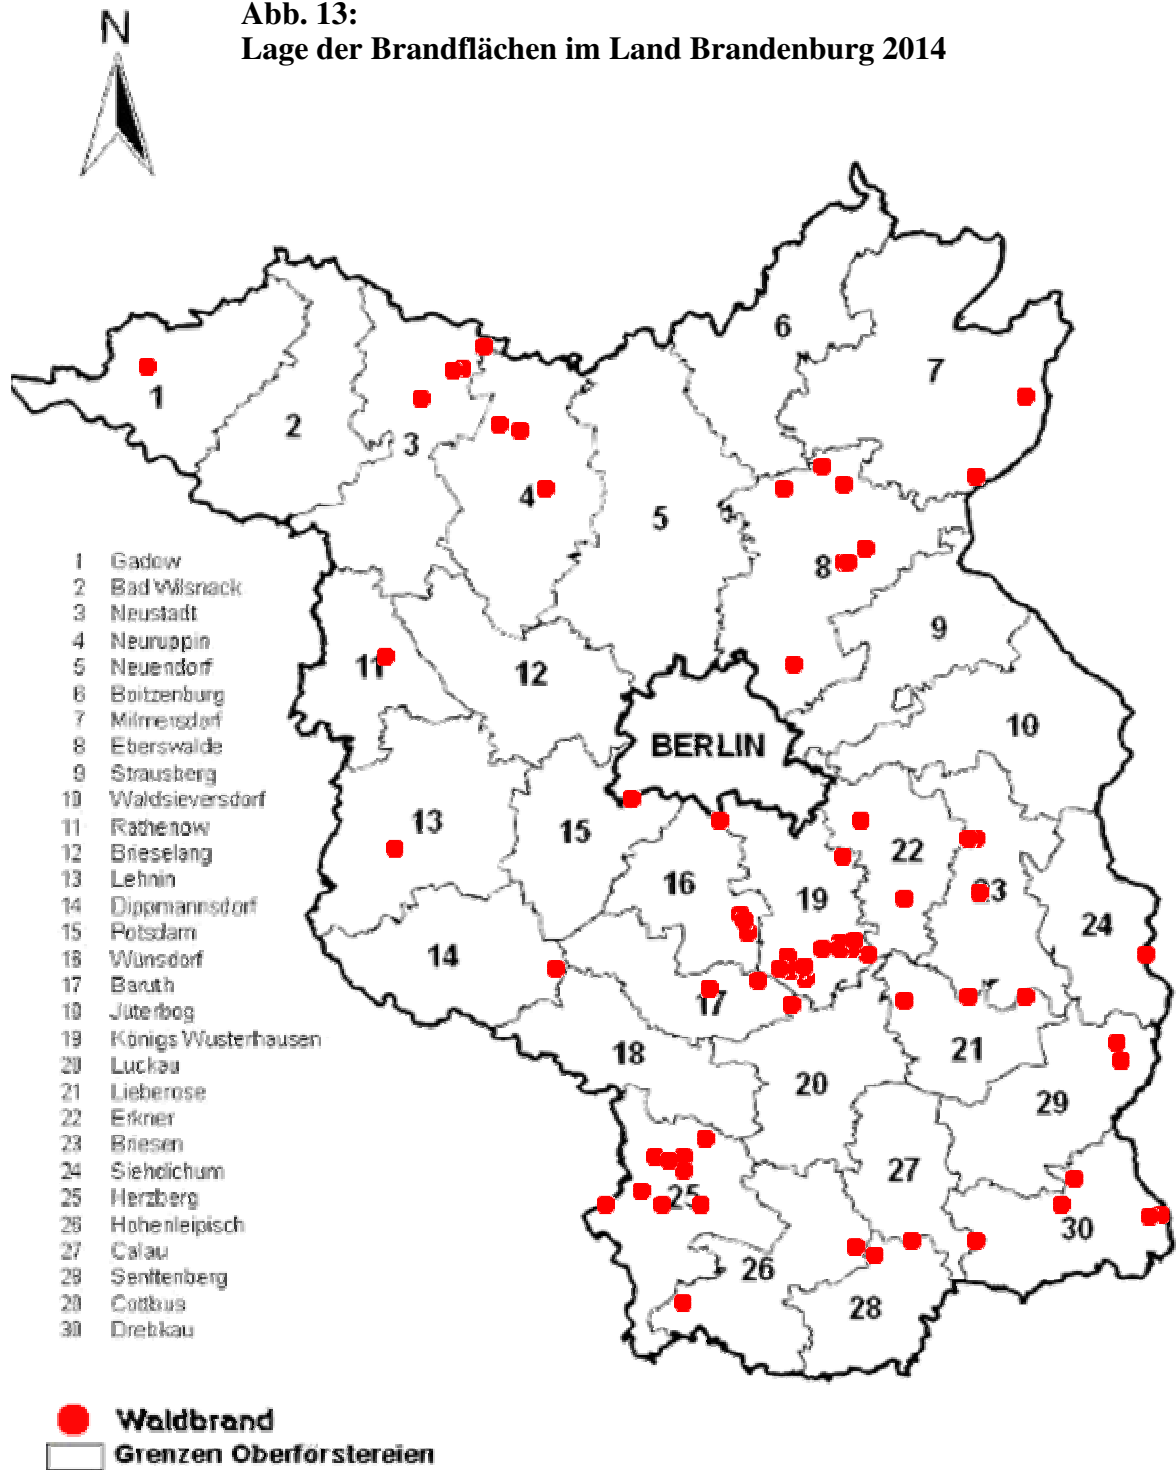 Abb. 13:
Lage der Brandflächen im Land Brandenburg 2014
N
6
7
1
2
3
4
5
8
9
11
12
10
BERLIN
13
15
22
16
19
23
24
14
17
18
21
20
29
27
25
30
26
28
1 Gadow
2 Bad Wilsnack
3 Neustadt
4 Neuruppin
5 Neuendorf
6 Boitzenburg
7 Milmersdorf
8 Eberswalde
9 Strausberg
10 Waldsieversdorf
11 Rathenow
12 Brieselang
13 Lehnin
14 Dippmannsdorf
15 Potsdam
16 Wünsdorf
17 Baruth
18 Jüterbog
19 Königs Wusterhausen
20 Luckau
21 Lieberose
22 Erkner
23 Briesen
24 Siehdichum
25 Herzberg
26 Hohenleipisch
27 Calau
28 Senftenberg
29 Cottbus
30 Drebkau
Waldbrand
Grenzen Oberförstereien